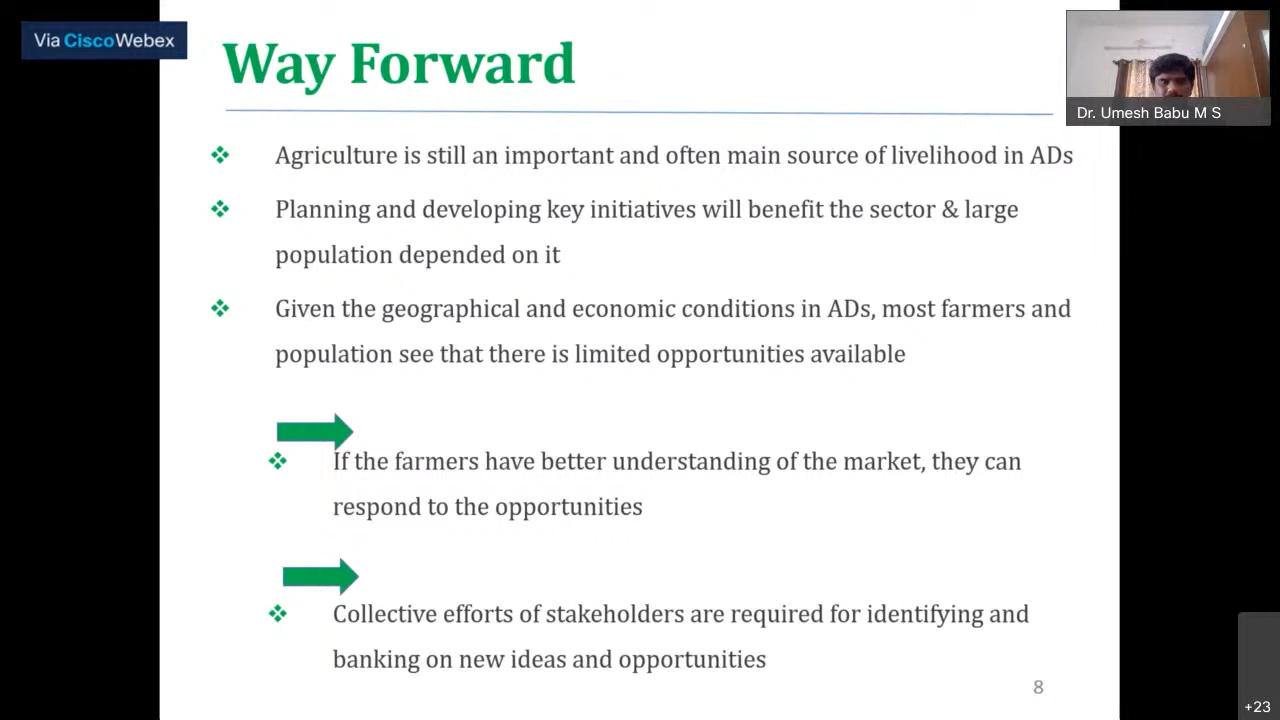 Via CiscoWebex
Way Forward
Dr. Umesh Babu M S
Agriculture is still an important and often main source of livelihood in ADs
Planning and developing key initiatives will benefit the sector & large
population depended on it
Given the geographical and economic conditions in ADs, most farmers and
population see that there is limited opportunities available
If the farmers have better understanding of the market, they can
respond to the opportunities
Collective efforts of stakeholders are required for identifying and
banking on new ideas and opportunities
8
+23